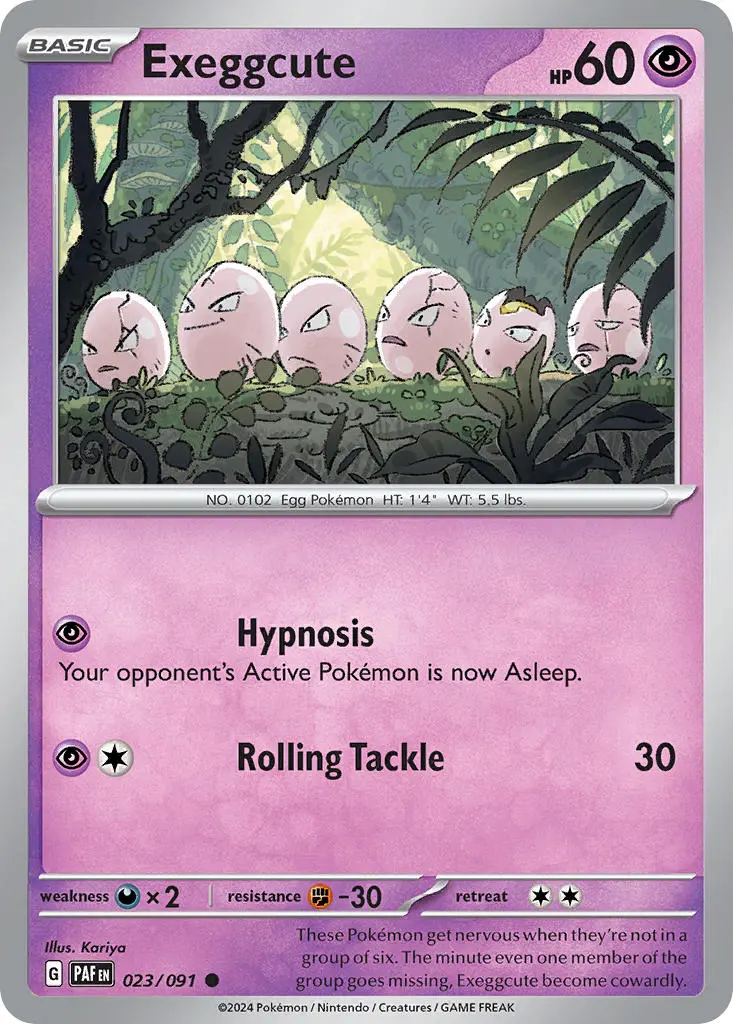 BASIC
Exeggcute
HP 60
NO. 0102 Egg Pokémon HT: 1'4" WT: 5.5 lbs.
Hypnosis
Your opponent's Active Pokémon is now Asleep.
Rolling Tackle 30
weakness ×2 resistance -30 retreat
Illus. Kariya
G PAF EN 023/091
These Pokémon get nervous when they're not in a
group of six. The minute even one member of the
group goes missing, Exeggcute become cowardly.
©2024 Pokémon / Nintendo / Creatures / GAME FREAK